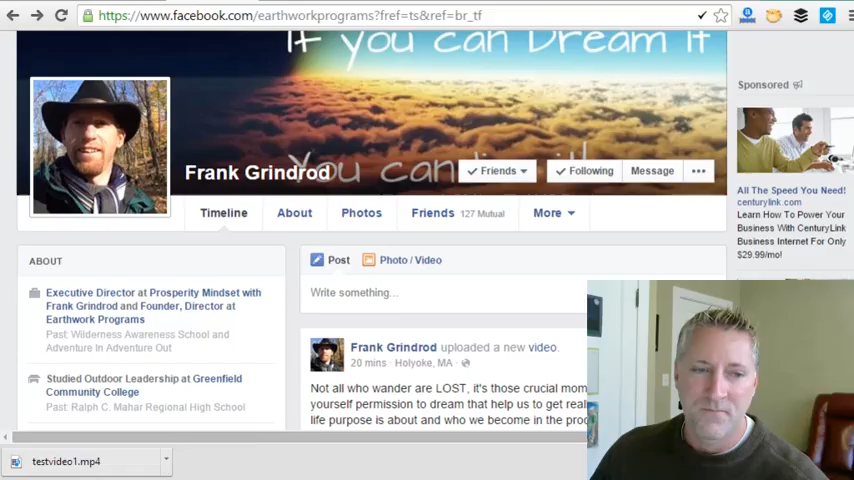 https://www.facebook.com/earthworkprograms?fref=ts&ref=br_tf
If you can Dream it
You can
Frank Grindrod
Friends
Following
Message
Timeline
About
Photos
Friends 127 Mutual
More
Sponsored
All The Speed You Need!
centurylink.com
Learn How To Power Your
Business With CenturyLink
Business Internet For Only
$29.99/mo!
ABOUT
Executive Director at Prosperity Mindset with
Frank Grindrod and Founder, Director at
Earthwork Programs
Past: Wilderness Awareness School and
Adventure In Adventure Out
Studied Outdoor Leadership at Greenfield
Community College
Past: Ralph C. Mahar Regional High School
Post
Photo / Video
Write something...
Frank Grindrod uploaded a new video.
20 mins · Holyoke, MA ·
Not all who wander are LOST, it's those crucial mom
yourself permission to dream that help us to get real
life purpose is about and who we become in the proc
testvideo1.mp4